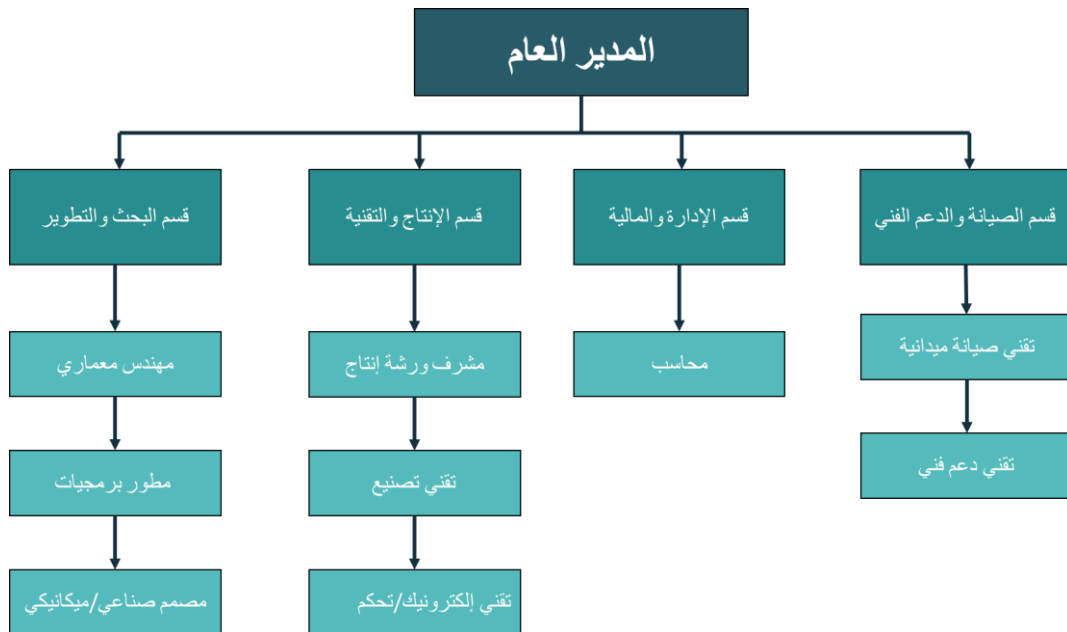 المدير العام
قسم الصيانة والدعم الفني
قسم الإدارة والمالية
قسم الإنتاج والتقنية
قسم البحث والتطوير
تقني صيانة ميدانية
محاسب
مشرف ورشة إنتاج
مهندس معماري
تقني دعم فني
تقني تصنيع
مطور برمجيات
تقني إلكترونيك/تحكم
مصمم صناعي/ميكانيكي